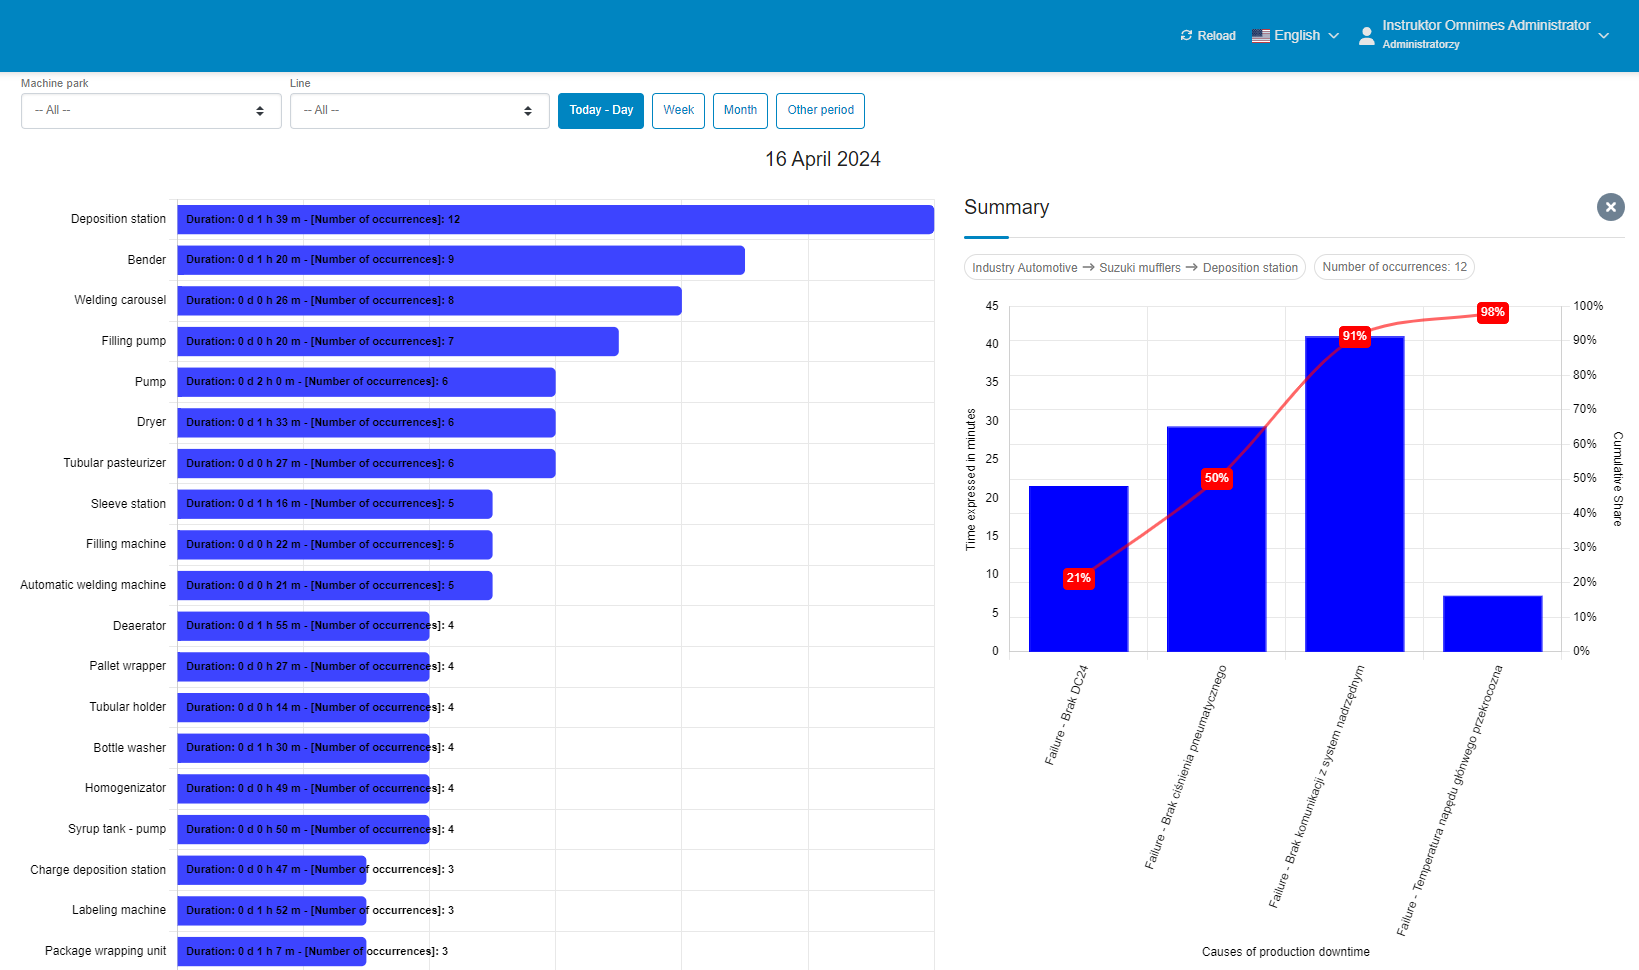 Reload
English
Instruktor Omnimes Administrator
Administratorzy
Machine park
Line
-- All --
-- All --
Today - Day
Week
Month
Other period
16 April 2024
Deposition station
Duration: 0 d 1 h 39 m - [Number of occurrences]: 12
Bender
Duration: 0 d 1 h 20 m - [Number of occurrences]: 9
Welding carousel
Duration: 0 d 0 h 26 m - [Number of occurrences]: 8
Filling pump
Duration: 0 d 0 h 20 m - [Number of occurrences]: 7
Pump
Duration: 0 d 2 h 0 m - [Number of occurrences]: 6
Dryer
Duration: 0 d 1 h 33 m - [Number of occurrences]: 6
Tubular pasteurizer
Duration: 0 d 0 h 27 m - [Number of occurrences]: 6
Sleeve station
Duration: 0 d 1 h 16 m - [Number of occurrences]: 5
Filling machine
Duration: 0 d 0 h 22 m - [Number of occurrences]: 5
Automatic welding machine
Duration: 0 d 0 h 21 m - [Number of occurrences]: 5
Deaerator
Duration: 0 d 1 h 55 m - [Number of occurrences]: 4
Pallet wrapper
Duration: 0 d 0 h 27 m - [Number of occurrences]: 4
Tubular holder
Duration: 0 d 0 h 14 m - [Number of occurrences]: 4
Bottle washer
Duration: 0 d 1 h 30 m - [Number of occurrences]: 4
Homogenizator
Duration: 0 d 0 h 49 m - [Number of occurrences]: 4
Syrup tank - pump
Duration: 0 d 0 h 50 m - [Number of occurrences]: 4
Charge deposition station
Duration: 0 d 0 h 47 m - [Number of occurrences]: 3
Labeling machine
Duration: 0 d 1 h 52 m - [Number of occurrences]: 3
Package wrapping unit
Duration: 0 d 1 h 7 m - [Number of occurrences]: 3
Summary
Industry Automotive → Suzuki mufflers → Deposition station
Number of occurrences: 12
Time expressed in minutes
45
40
35
30
25
20
15
10
5
0
21%
50%
91%
98%
100%
90%
80%
70%
60%
50%
40%
30%
20%
10%
0%
Cumulative Share
Failure - Brak DC24
Failure - Brak ciśnienia pneumatycznego
Failure - Brak komunikacji z system nadrzędnym
Failure - Temperatura napędu głónwego przekrocozna
Causes of production downtime